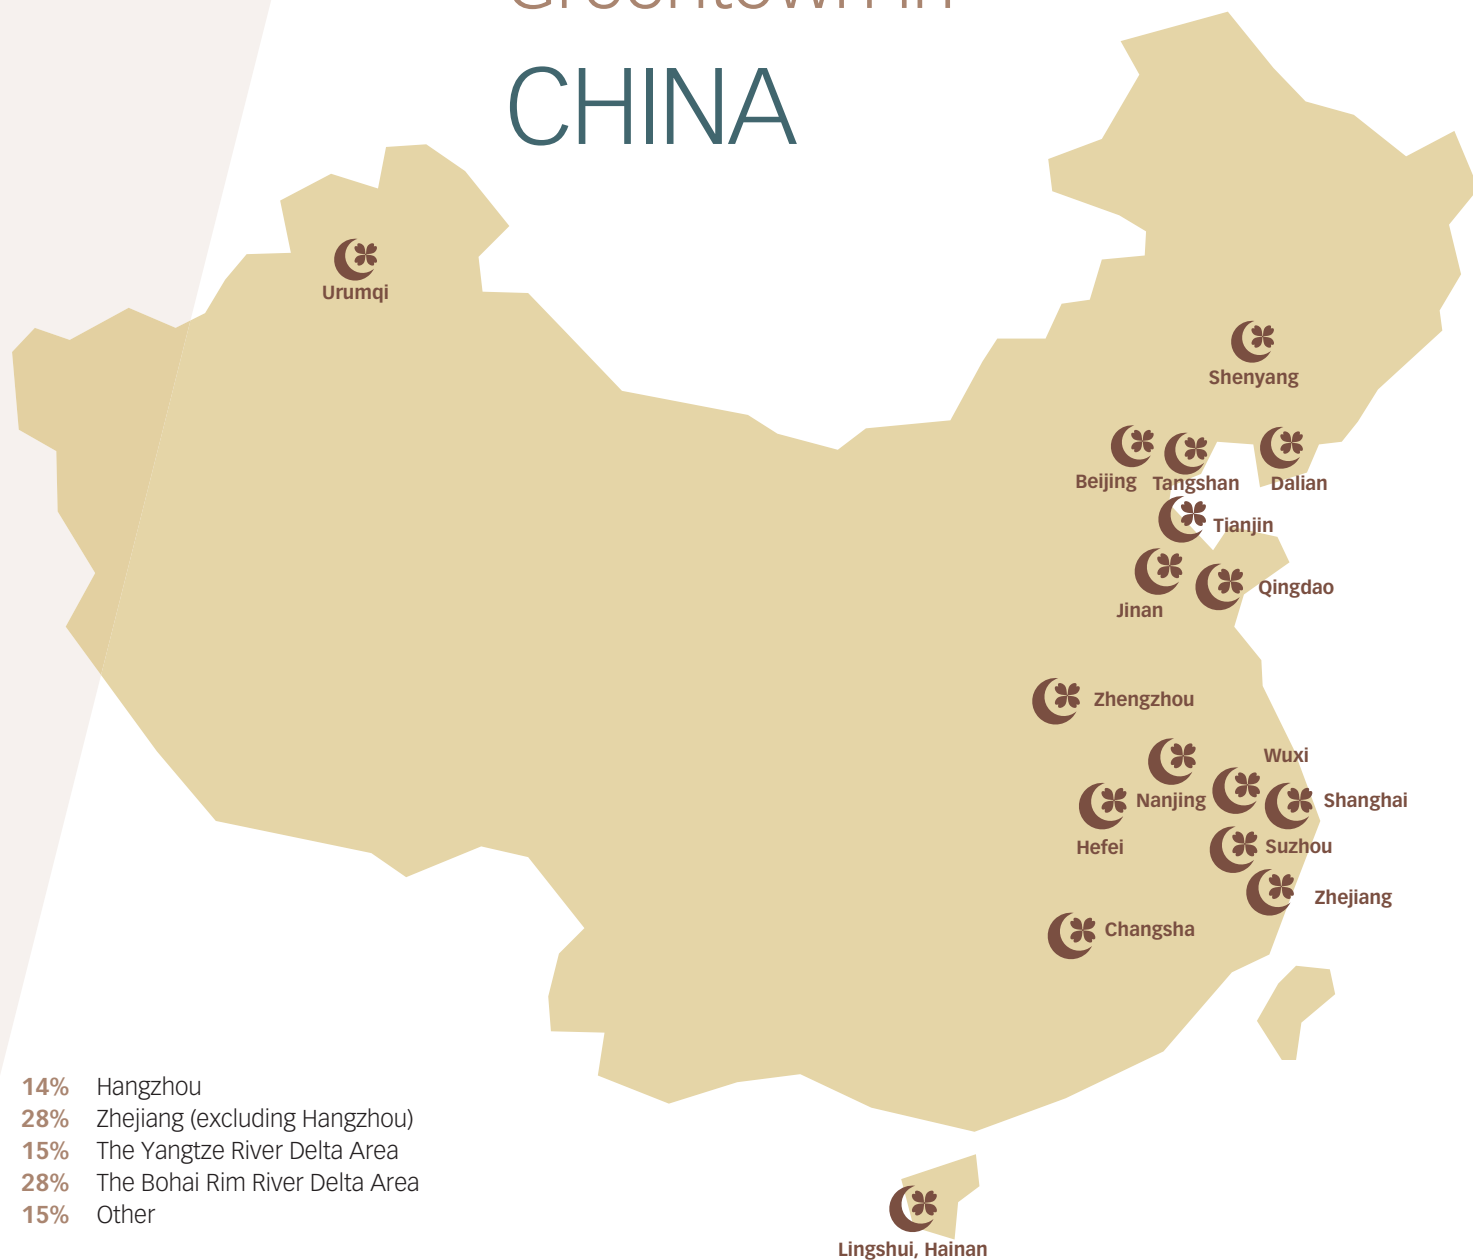 Greentown in
CHINA
Urumqi
Shenyang
Beijing
Tangshan
Dalian
Tianjin
Jinan
Qingdao
Zhengzhou
Wuxi
Nanjing
Shanghai
Hefei
Suzhou
Zhejiang
Changsha
14% Hangzhou
28% Zhejiang (excluding Hangzhou)
15% The Yangtze River Delta Area
28% The Bohai Rim River Delta Area
15% Other
Lingshui, Hainan